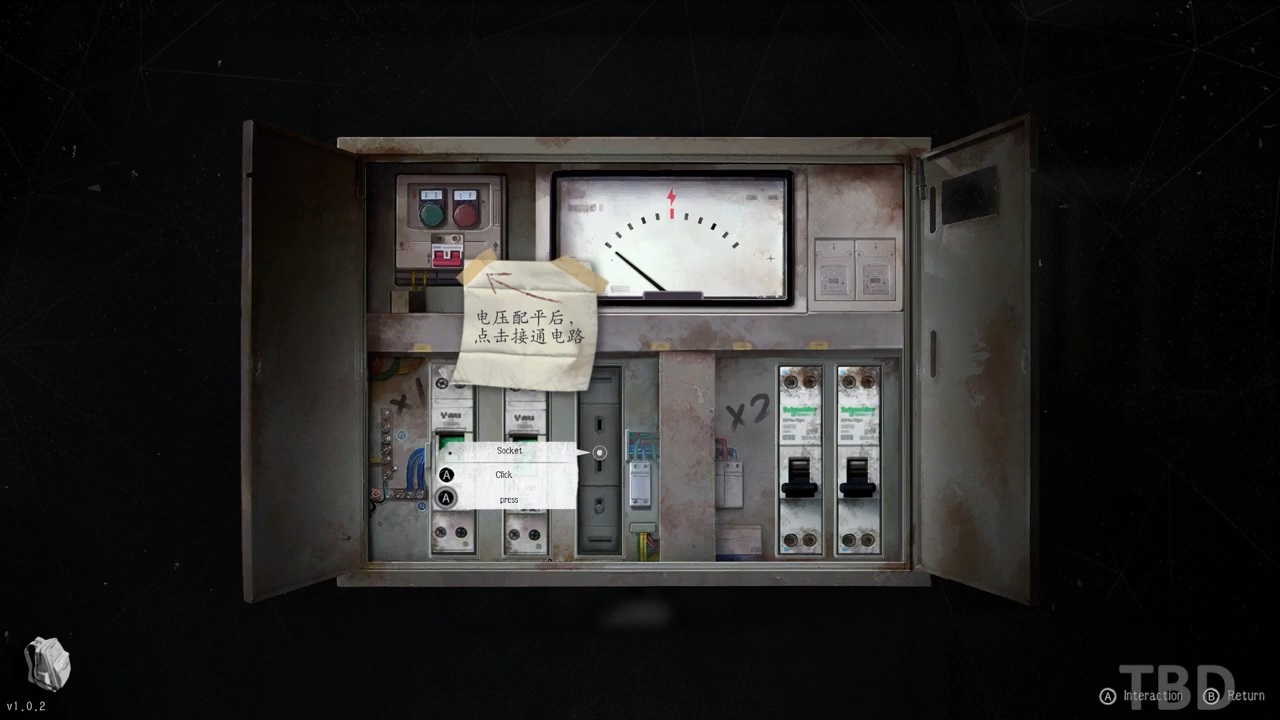 电压配平后，
点击接通电路
x1
x2
Socket
A Click
A press
v1.0.2
TBD
A Interaction B Return